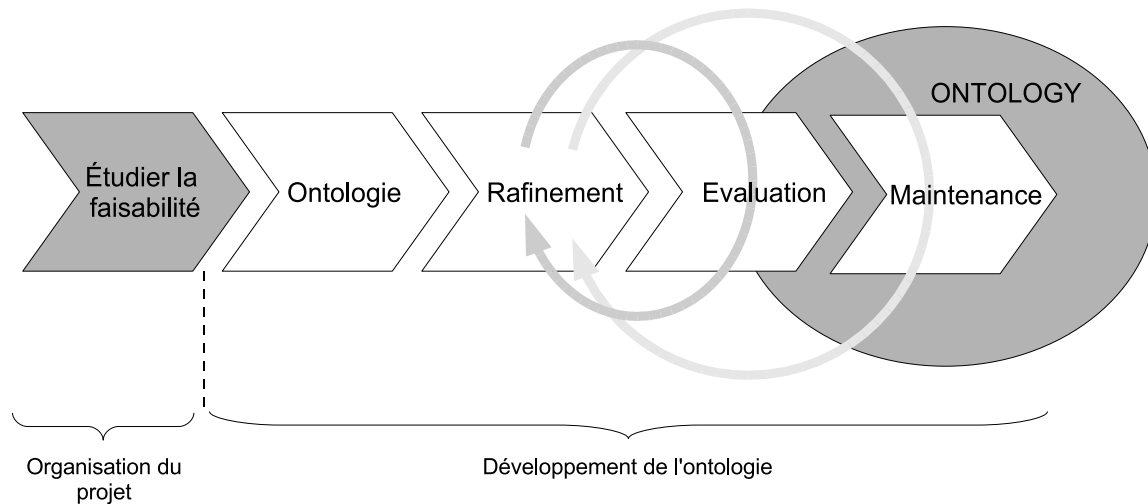 ONTOLOGY
Étudier la
faisabilité
Ontologie
Rafinement
Evaluation
Maintenance
Organisation du
projet
Développement de l'ontologie